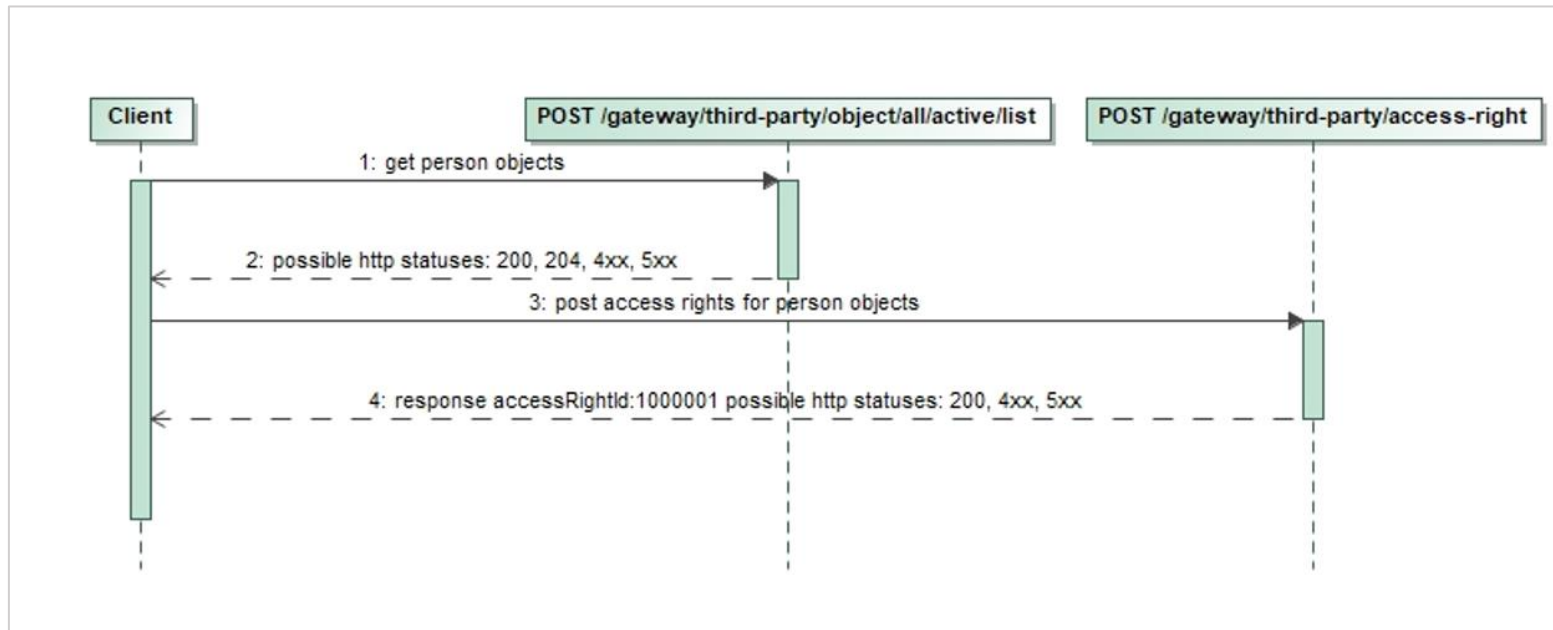 Client
POST /gateway/third-party/object/all/active/list
POST /gateway/third-party/access-right
1: get person objects
2: possible http statuses: 200, 204, 4xx, 5xx
3: post access rights for person objects
4: response accessRightId:1000001 possible http statuses: 200, 4xx, 5xx